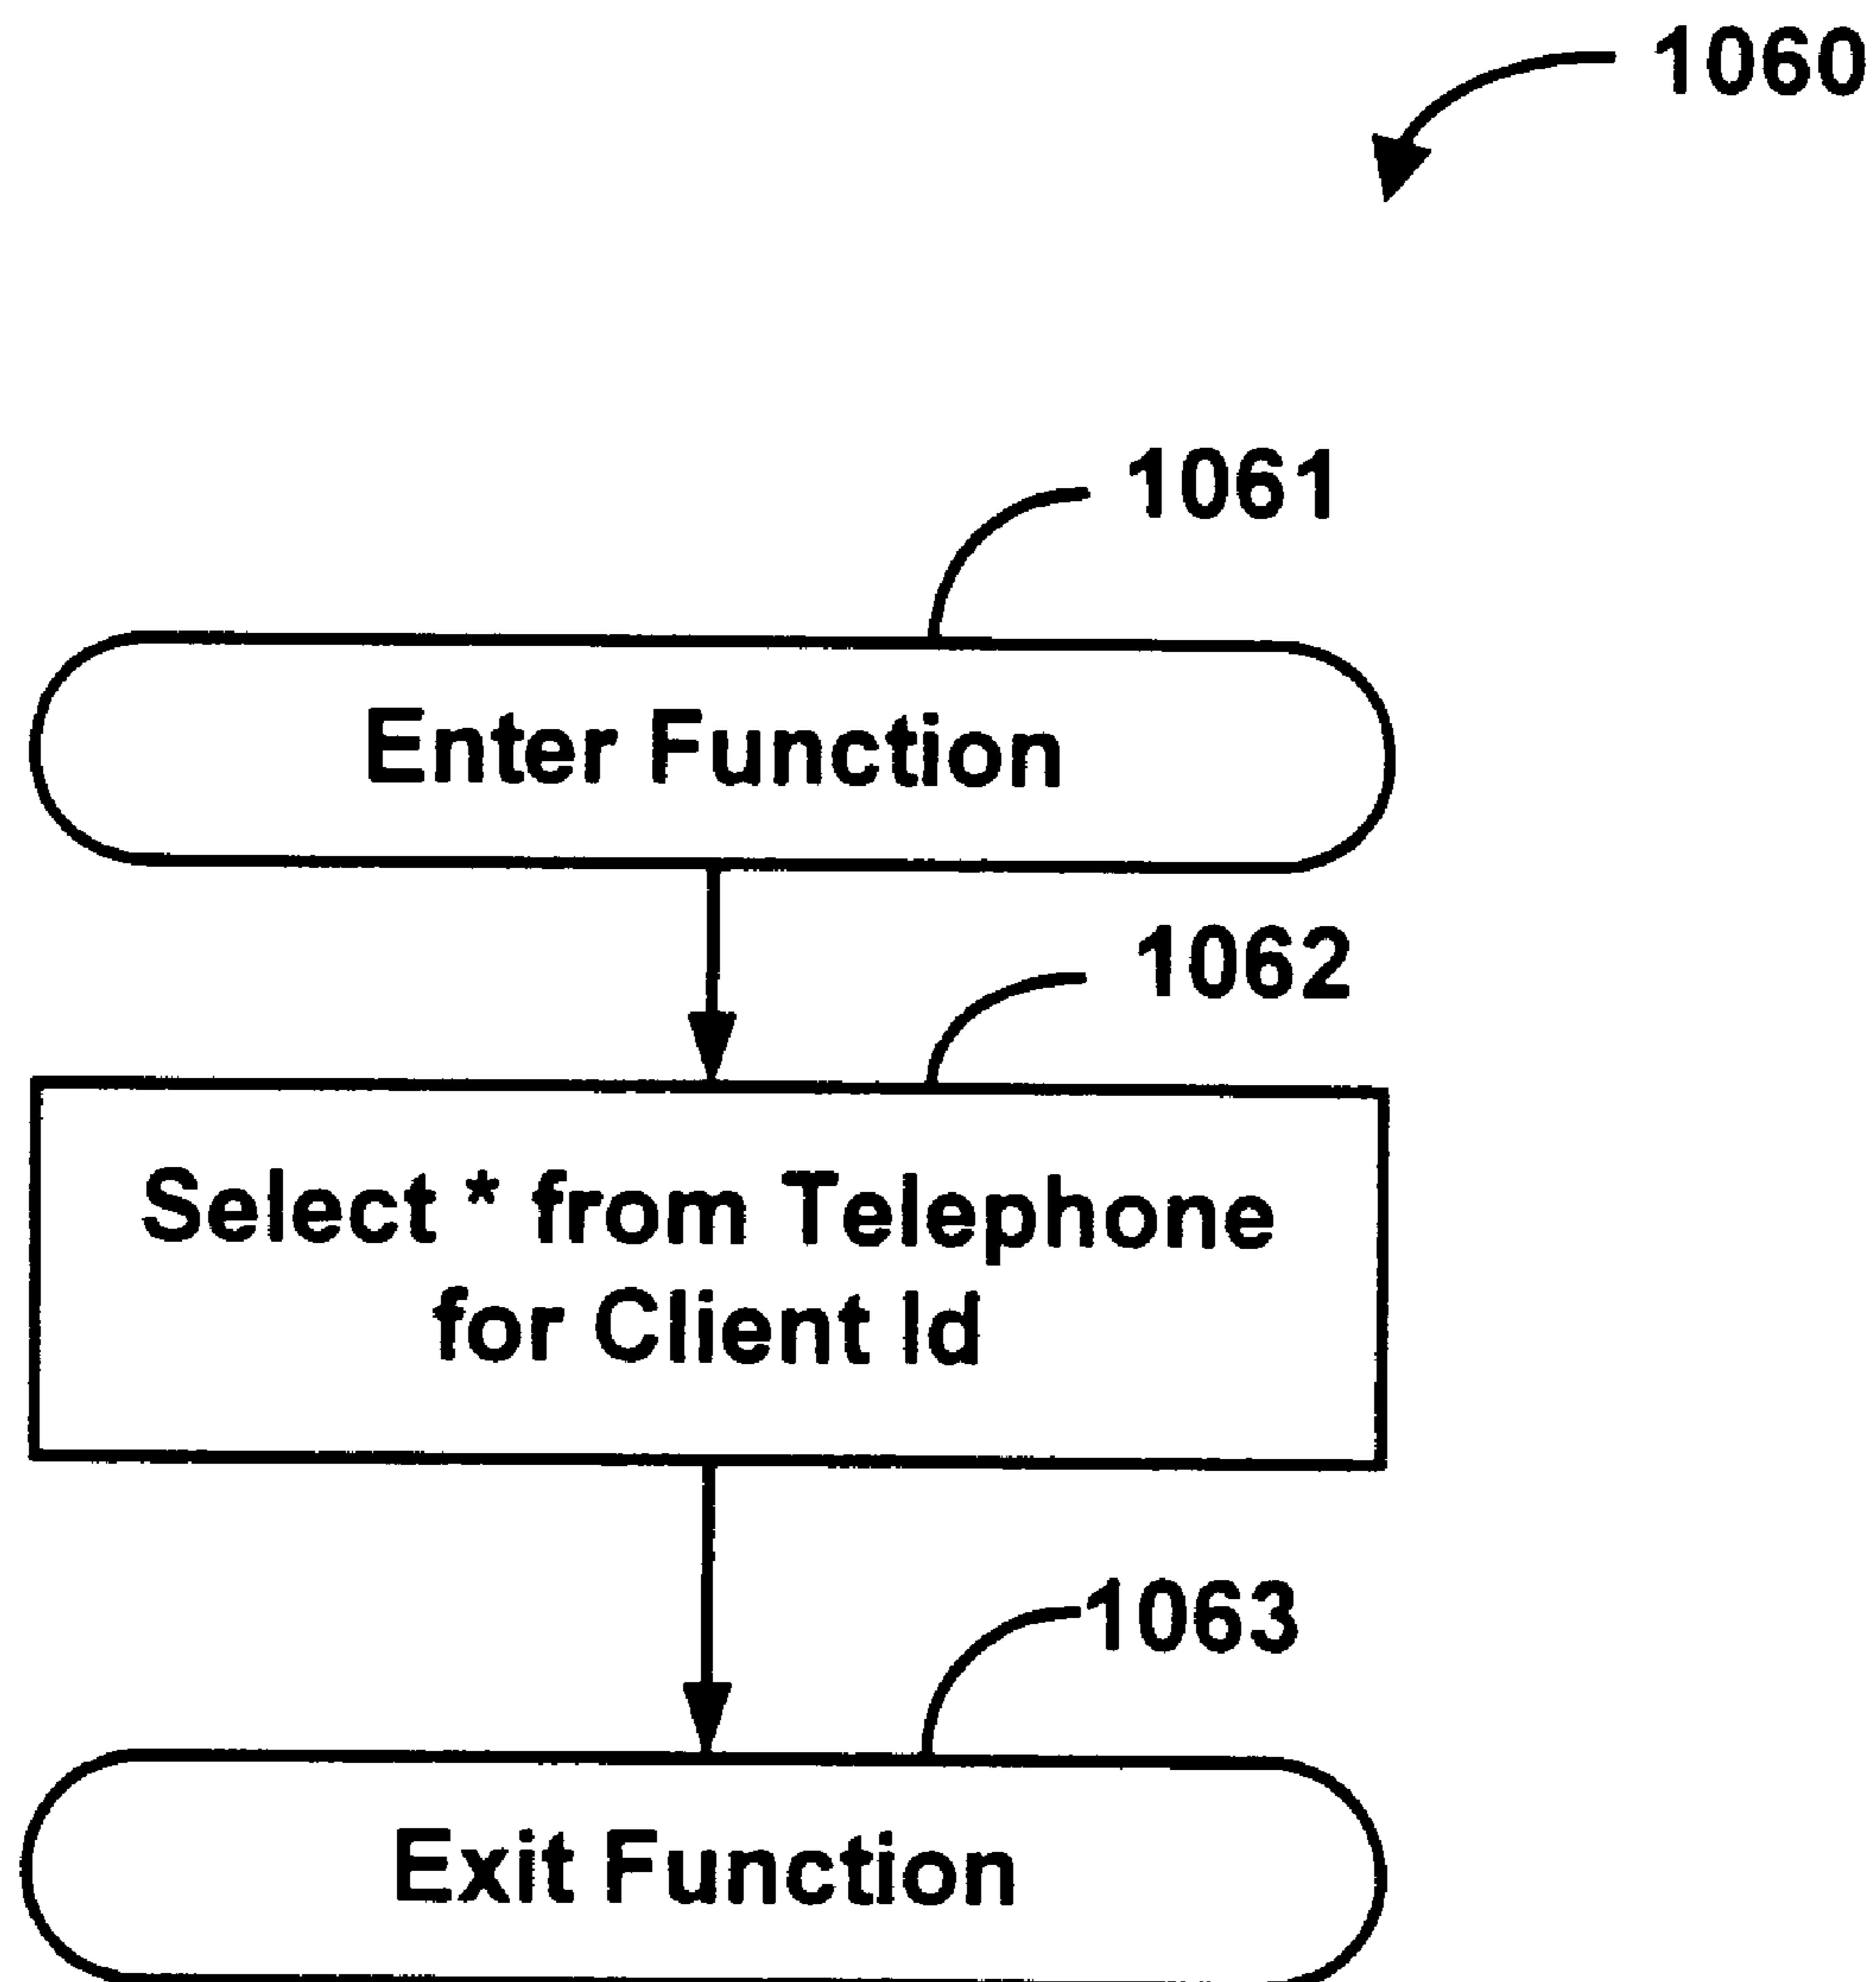 1060
1061
Enter Function
1062
Select * from Telephone
for Client Id
1063
Exit Function